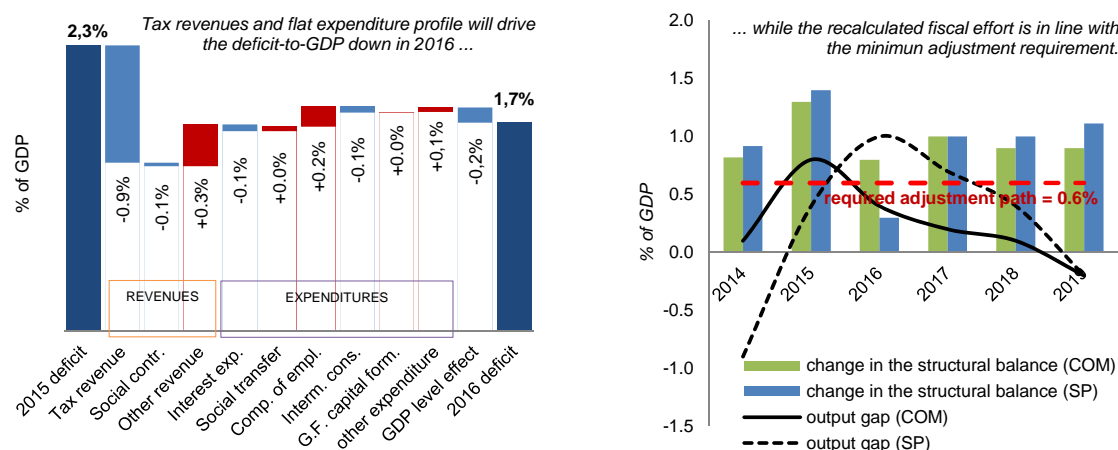 Tax revenues and flat expenditure profile will drive
the deficit-to-GDP down in 2016 ...
2,3%
1,7%
% of GDP
-0.9%
-0.1%
+0.3%
-0.1%
+0.0%
+0.2%
-0.1%
+0.0%
+0,1%
-0,2%
REVENUES
EXPENDITURES
2015 deficit
Tax revenue
Social contr.
Other revenue
Interest exp.
Social transfer
Comp. of empl.
Interm. cons.
G.F. capital form.
other expenditure
GDP level effect
2016 deficit
... while the recalculated fiscal effort is in line with
the minimun adjustment requirement.
2.0
1.5
1.0
0.5
0.0
-0.5
-1.0
-1.5
% of GDP
required adjustment path = 0.6%
2014
2015
2016
2017
2018
2019
change in the structural balance (COM)
change in the structural balance (SP)
output gap (COM)
output gap (SP)